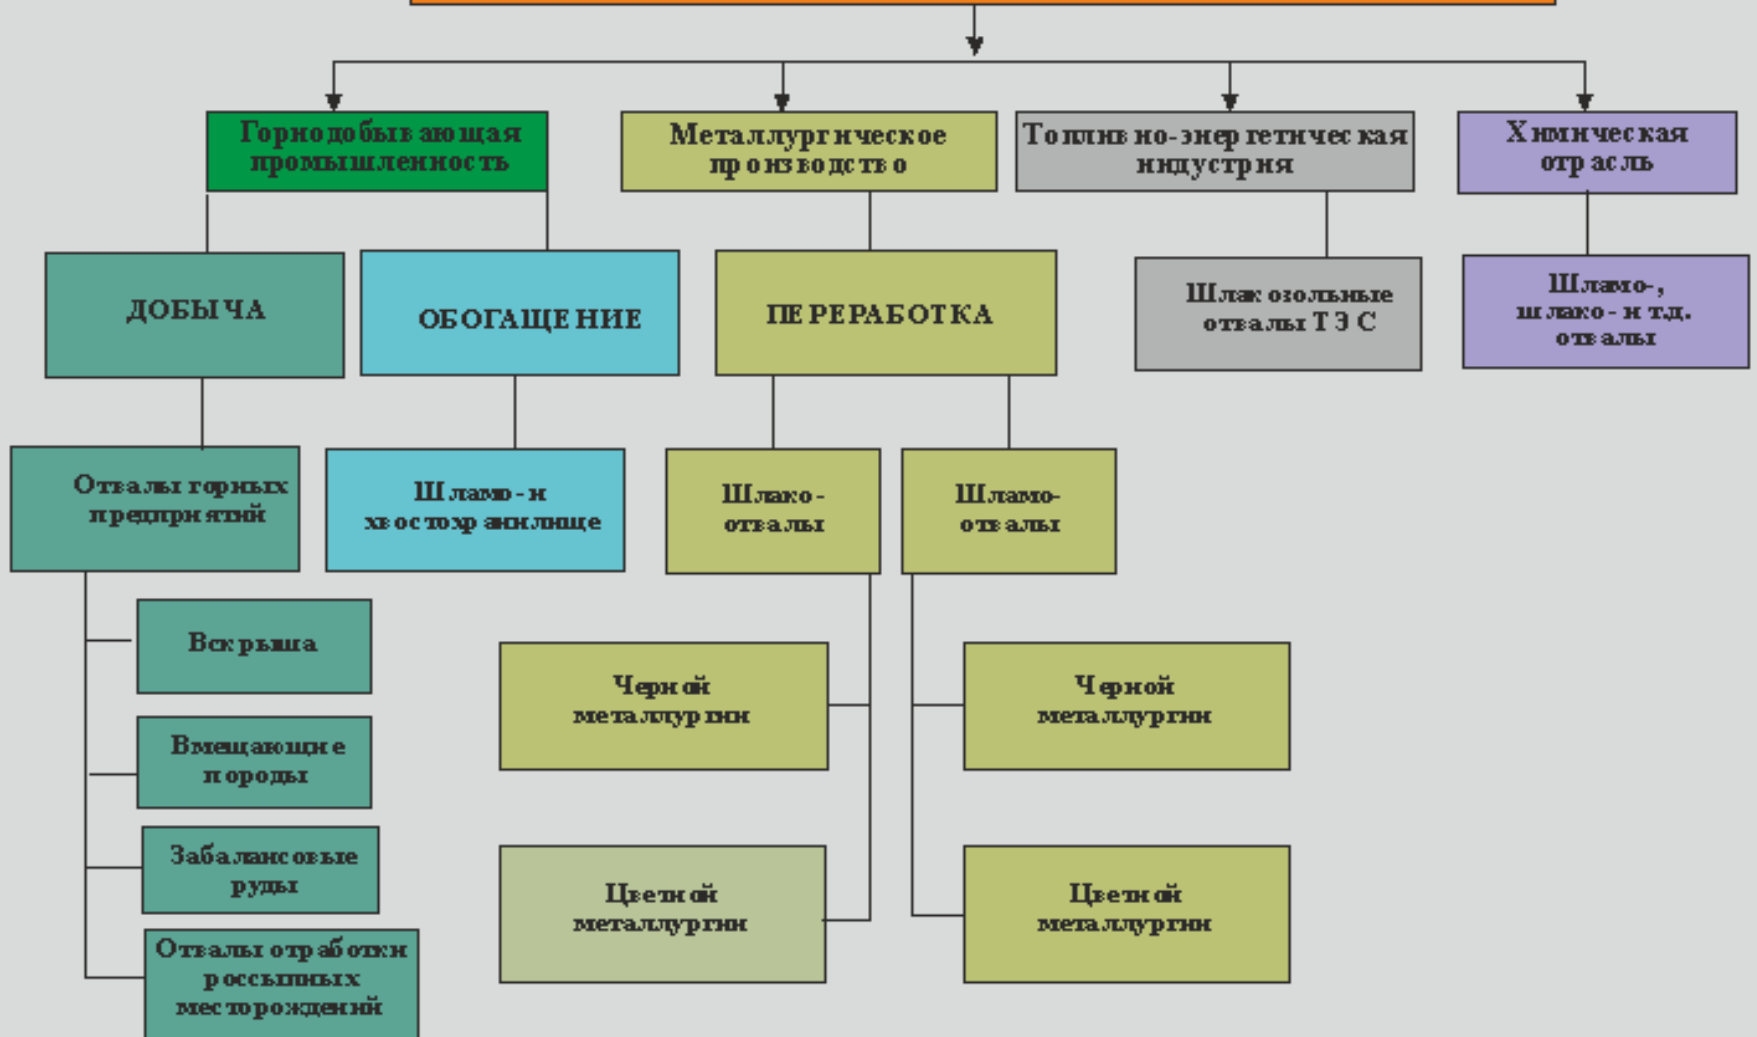 Горнодобывающая
промышленность
Металлургическое
производство
Топливно-энергетическая
индустрия
Химическая
отрасль
ДОБЫЧА
ОБОГАЩЕНИЕ
ПЕРЕРАБОТКА
Шлакозольные
отвалы ТЭС
Шламо-,
шлако- и т.д.
отвалы
Отвалы горных
предприятий
Шламо- и
хвостохранилище
Шлако-
отвалы
Шламо-
отвалы
Вскрыша
Вмещающие
породы
Забалансовые
руды
Отвалы отработки
россыпных
месторождений
Черной
металлургии
Черной
металлургии
Цветной
металлургии
Цветной
металлургии